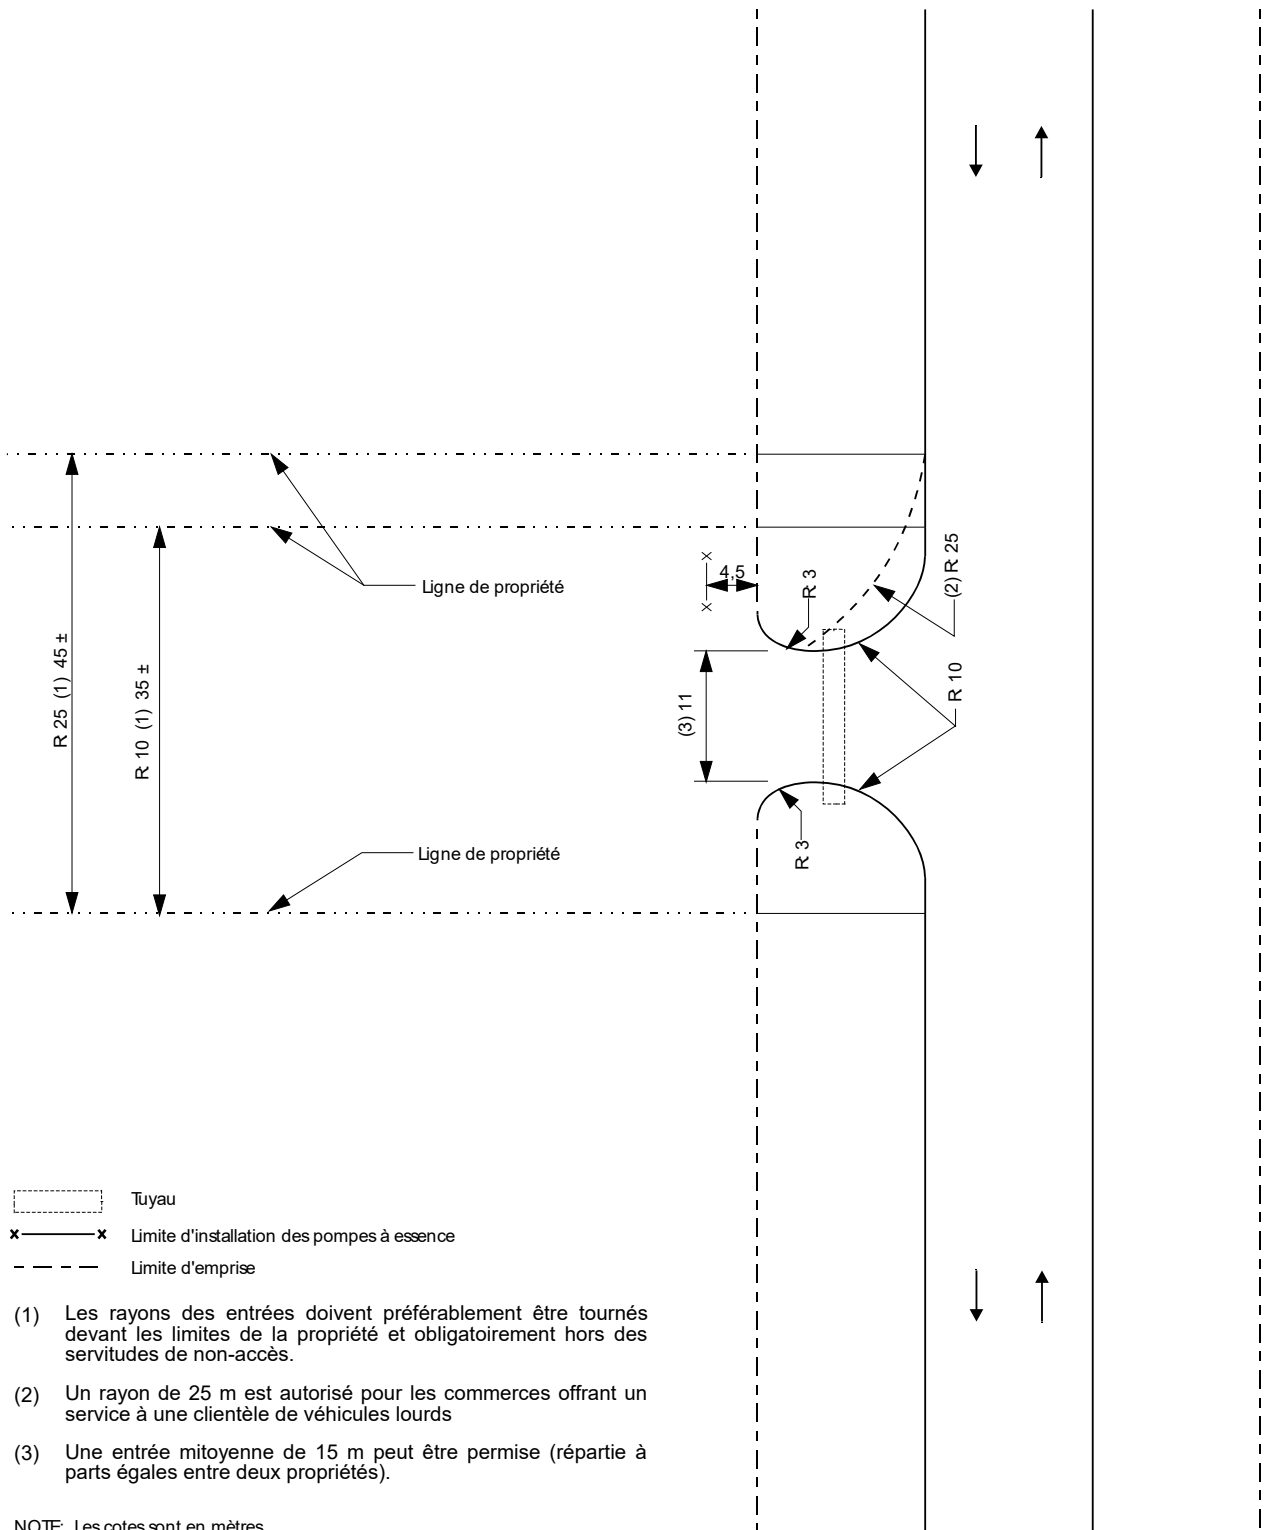 (2) R 25
4,5
R 3
Ligne de propriété
R 25 (1) 45 ±
R 10 (1) 35 ±
(3) 11
R 10
R 3
Ligne de propriété
Tuyau
x x Limite d'installation des pompes à essence
Limite d'emprise
(1) Les rayons des entrées doivent préférablement être tournés
devant les limites de la propriété et obligatoirement hors des
servitudes de non-accès.
(2) Un rayon de 25 m est autorisé pour les commerces offrant un
service à une clientèle de véhicules lourds
(3) Une entrée mitoyenne de 15 m peut être permise (répartie à
parts égales entre deux propriétés).
NOTE: Les cotes sont en mètres